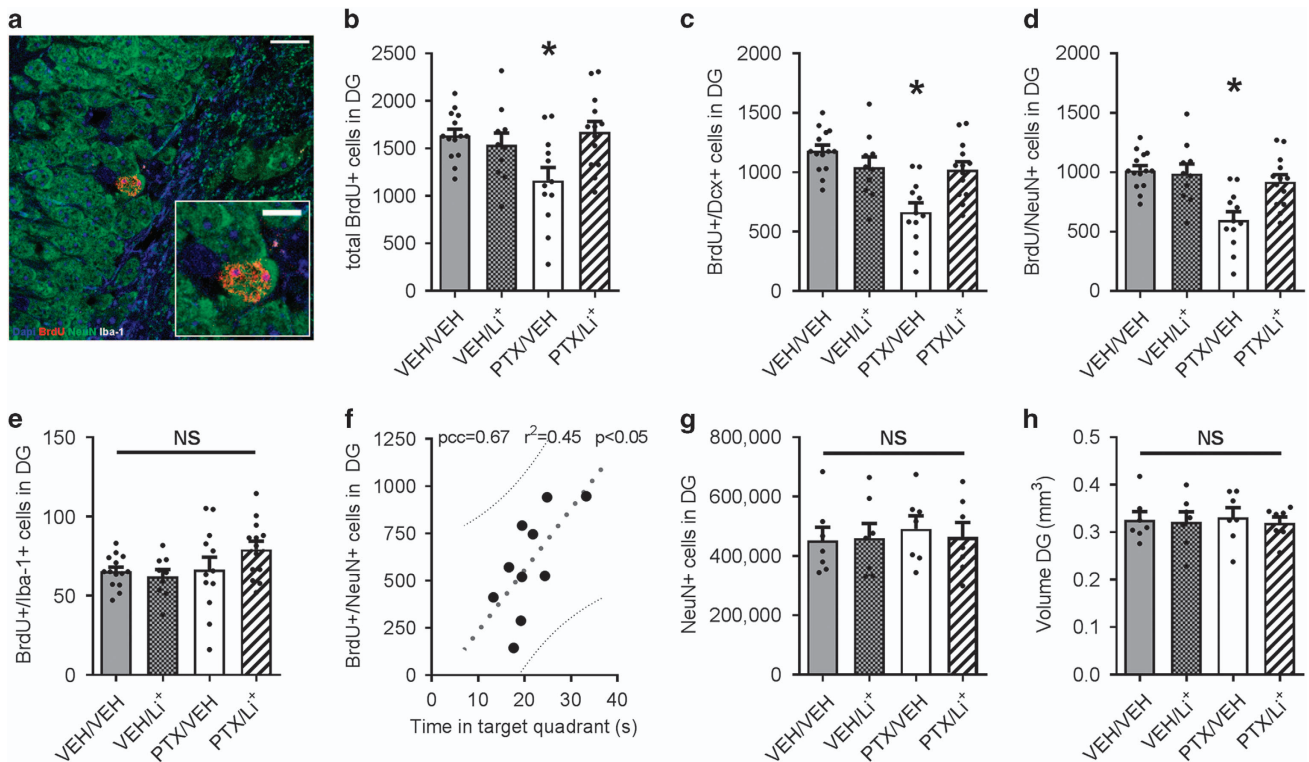 a
Dapi BrdU NeuN Iba-1
b
total BrdU+ cells in DG
2500
2000
1500
1000
500
0
*
VEH/VEH
VEH/Li+
PTX/VEH
PTX/Li+
c
BrdU+/Dcx+ cells in DG
2000
1500
1000
500
0
*
VEH/VEH
VEH/Li+
PTX/VEH
PTX/Li+
d
BrdU/NeuN+ cells in DG
2000
1500
1000
500
0
*
VEH/VEH
VEH/Li+
PTX/VEH
PTX/Li+
e
BrdU+/Iba-1+ cells in DG
150
100
50
0
NS
VEH/VEH
VEH/Li+
PTX/VEH
PTX/Li+
f
BrdU+/NeuN+ cells in DG
1250
1000
750
500
250
0
pcc=0.67 r²=0.45 p<0.05
0 10 20 30 40
Time in target quadrant (s)
g
NeuN+ cells in DG
800,000
600,000
400,000
200,000
0
NS
VEH/VEH
VEH/Li+
PTX/VEH
PTX/Li+
h
Volume DG (mm³)
0.5
0.4
0.3
0.1
0.0
NS
VEH/VEH
VEH/Li+
PTX/VEH
PTX/Li+